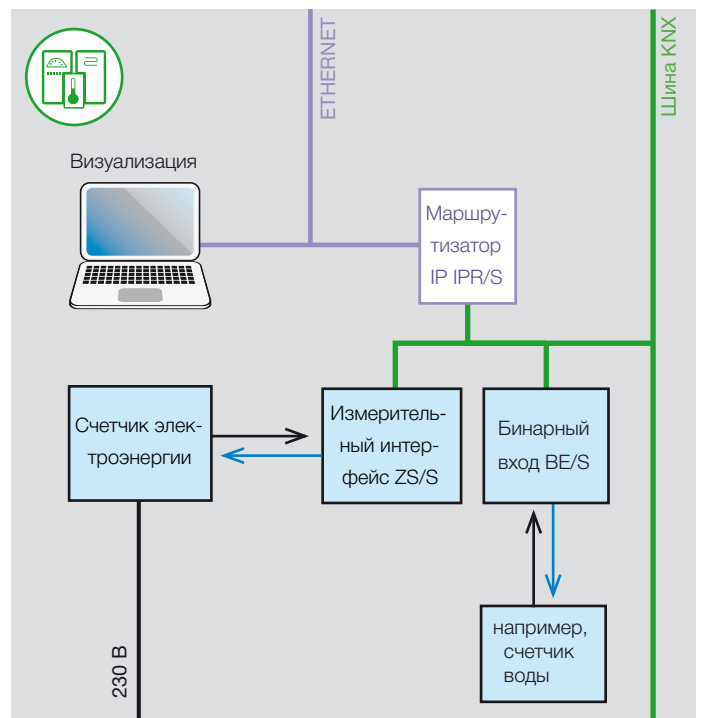 ETHERNET
Шина KNX
Визуализация
Маршру-
тизатор
IP IPR/S
Счетчик элек-
троэнергии
Измеритель-
ный интер-
фейс ZS/S
Бинарный
вход BE/S
230 В
например,
счетчик
воды